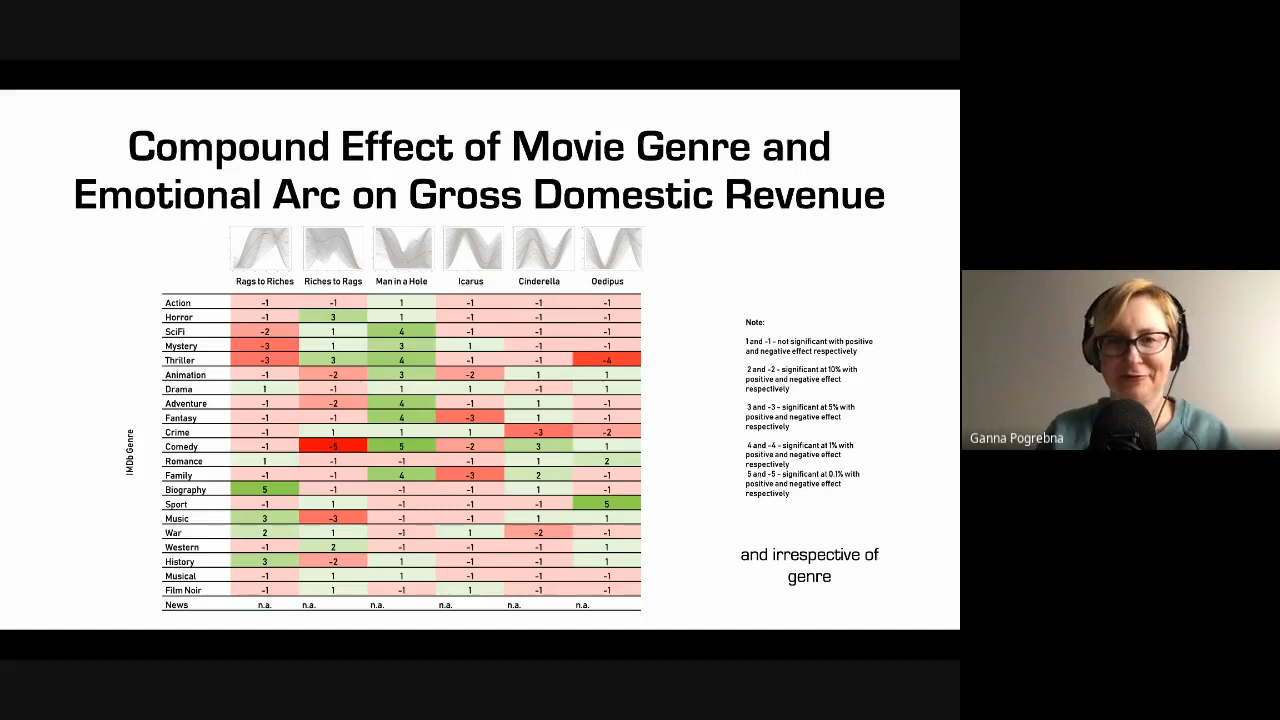 Compound Effect of Movie Genre and
Emotional Arc on Gross Domestic Revenue
Rags to Riches Riches to Rags Man in a Hole Icarus Cinderella Oedipus
Action -1 -1 1 -1 -1 -1
Horror -1 3 1 -1 -1 -1
SciFi -2 1 4 -1 -1 -1
Mystery -3 1 3 1 -1 -1
Thriller -3 3 4 -1 -1 -4
Animation -1 -2 3 -2 1 1
Drama 1 -1 1 1 -1 1
Adventure -1 -2 4 -1 1 -1
Fantasy -1 -1 4 -3 1 -1
Crime -1 1 1 1 -3 -2
Comedy -1 -5 5 -2 3 1
Romance 1 -1 -1 -1 1 2
Family -1 -1 4 -3 2 -1
Biography 5 -1 -1 -1 1 -1
Sport -1 1 -1 -1 -1 5
Music 3 -3 -1 -1 1 1
War 2 1 -1 1 -2 -1
Western -1 2 -1 -1 -1 1
History 3 -2 1 -1 -1 1
Musical -1 1 1 -1 -1 -1
Film Noir -1 1 -1 1 -1 -1
News n.a. n.a. n.a. n.a. n.a. n.a.
IMDb Genre
Note:
1 and -1 - not significant with positive
and negative effect respectively
2 and -2 - significant at 10% with
positive and negative effect
respectively
3 and -3 - significant at 5% with
positive and negative effect
respectively
4 and -4 - significant at 1% with
positive and negative effect
respectively
5 and -5 - significant at 0.1% with
positive and negative effect
respectively
and irrespective of
genre
Ganna Pogrebna